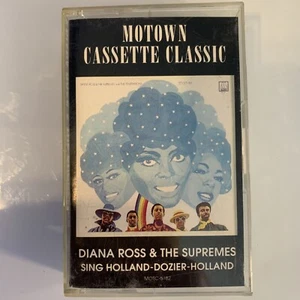 MOTOWN
CASSETTE CLASSIC
DIANA ROSS & THE SUPREMES
SING HOLLAND-DOZIER-HOLLAND